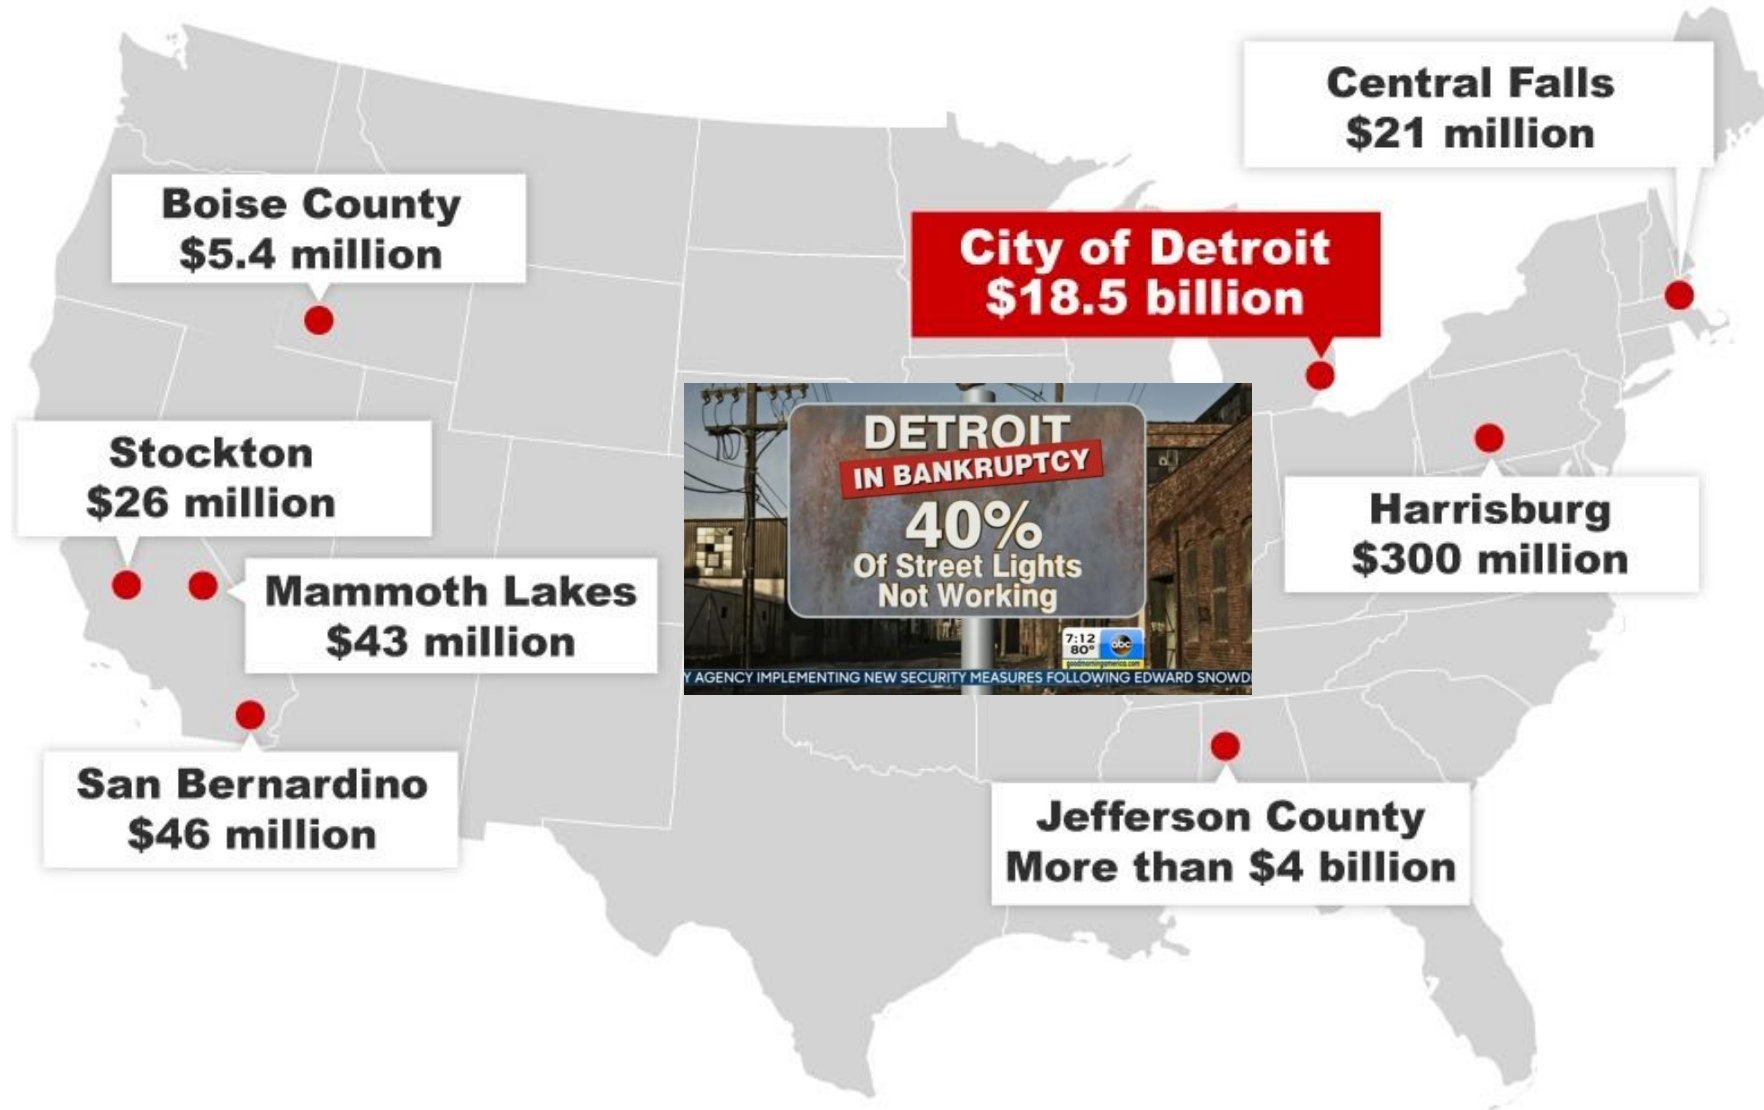 Central Falls
$21 million
Boise County
$5.4 million
City of Detroit
$18.5 billion
Stockton
$26 million
DETROIT
IN BANKRUPTCY
40%
Of Street Lights
Not Working
7:12
80°
abc
goodmorningamerica.com
AGENCY IMPLEMENTING NEW SECURITY MEASURES FOLLOWING EDWARD
Harrisburg
$300 million
Mammoth Lakes
$43 million
San Bernardino
$46 million
Jefferson County
More than $4 billion